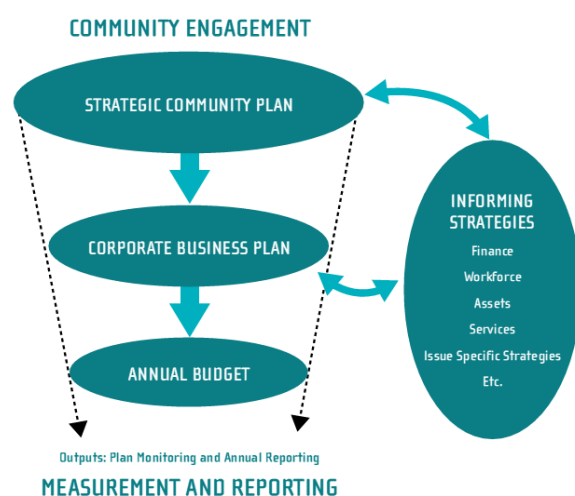 COMMUNITY ENGAGEMENT
STRATEGIC COMMUNITY PLAN
CORPORATE BUSINESS PLAN
ANNUAL BUDGET
INFORMING
STRATEGIES
Finance
Workforce
Assets
Services
Issue Specific Strategies
Etc.
Outputs: Plan Monitoring and Annual Reporting
MEASUREMENT AND REPORTING